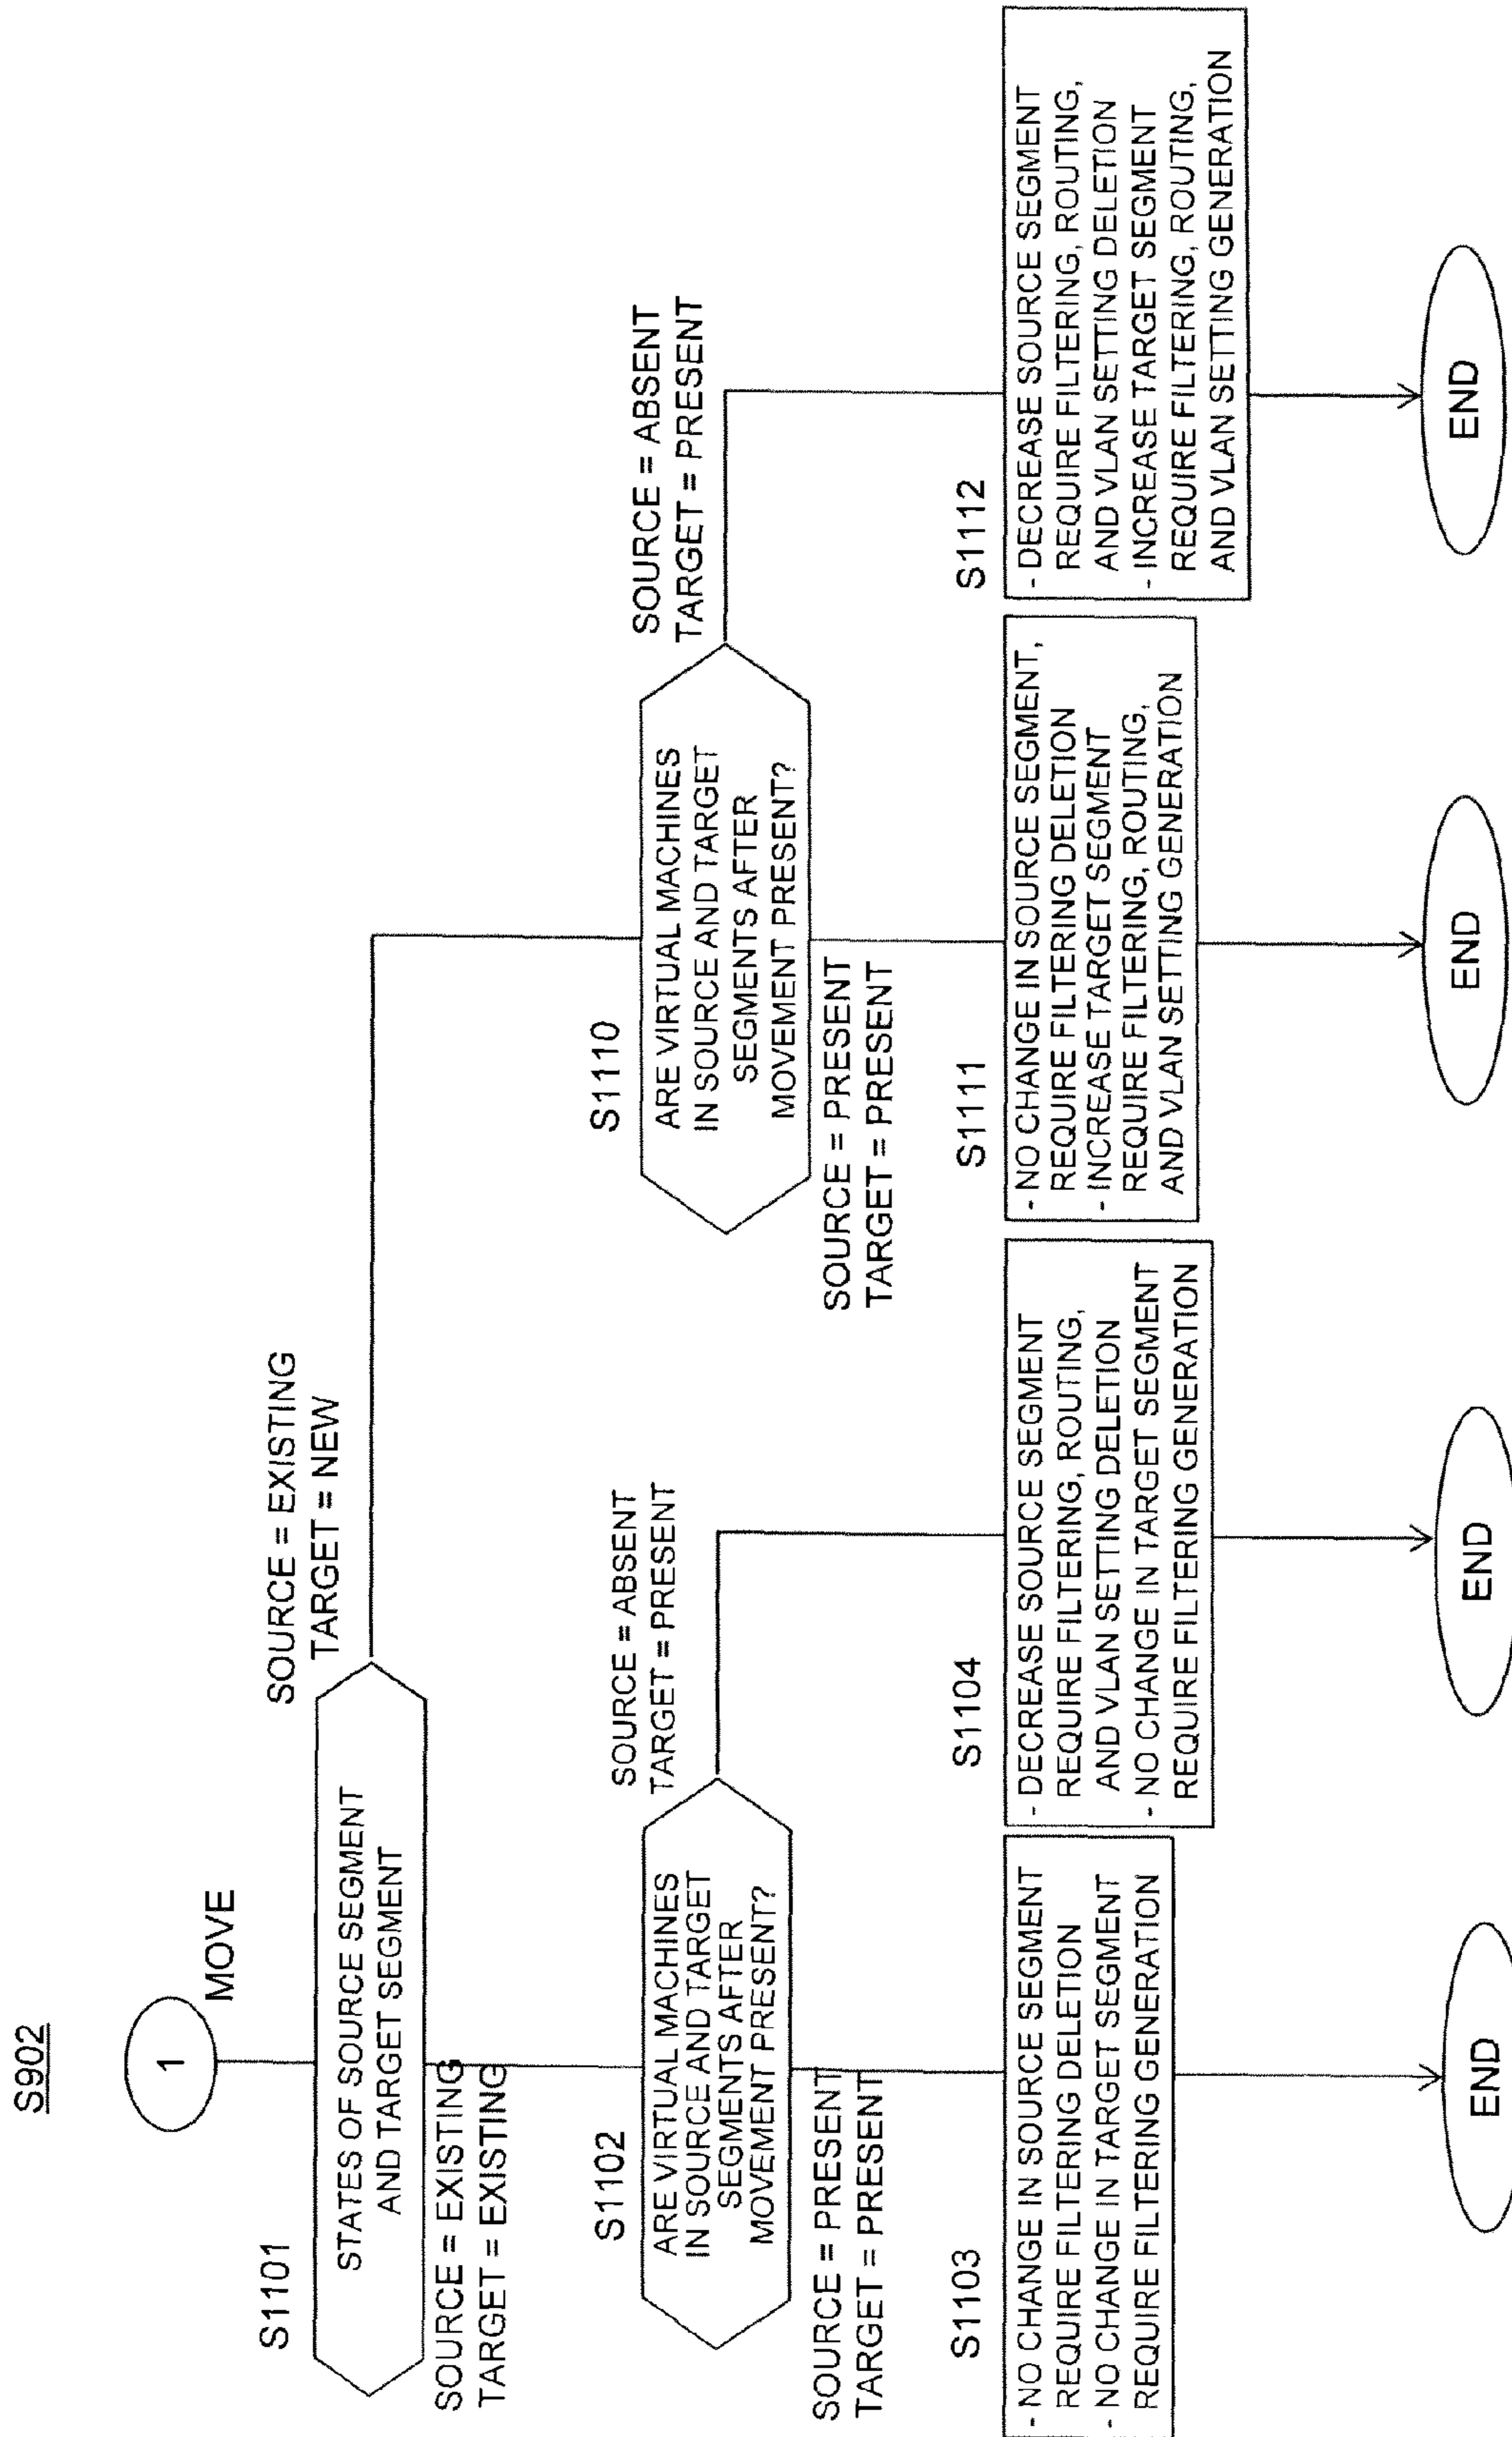 S902
1
MOVE
S1101
STATES OF SOURCE SEGMENT
AND TARGET SEGMENT
SOURCE = EXISTING
TARGET = NEW
SOURCE = EXISTING
TARGET = EXISTING
S1102
ARE VIRTUAL MACHINES
IN SOURCE AND TARGET
SEGMENTS AFTER
MOVEMENT PRESENT?
SOURCE = ABSENT
TARGET = PRESENT
SOURCE = PRESENT
TARGET = PRESENT
S1110
ARE VIRTUAL MACHINES
IN SOURCE AND TARGET
SEGMENTS AFTER
MOVEMENT PRESENT?
SOURCE = ABSENT
TARGET = PRESENT
SOURCE = PRESENT
TARGET = PRESENT
S1103
- NO CHANGE IN SOURCE SEGMENT
REQUIRE FILTERING DELETION
- NO CHANGE IN TARGET SEGMENT
REQUIRE FILTERING GENERATION
END
S1104
- DECREASE SOURCE SEGMENT
REQUIRE FILTERING, ROUTING,
AND VLAN SETTING DELETION
- NO CHANGE IN TARGET SEGMENT
REQUIRE FILTERING GENERATION
END
S1111
- NO CHANGE IN SOURCE SEGMENT,
REQUIRE FILTERING DELETION
- INCREASE TARGET SEGMENT
REQUIRE FILTERING, ROUTING,
AND VLAN SETTING GENERATION
END
S1112
- DECREASE SOURCE SEGMENT
REQUIRE FILTERING, ROUTING,
AND VLAN SETTING DELETION
- INCREASE TARGET SEGMENT
REQUIRE FILTERING, ROUTING,
AND VLAN SETTING GENERATION
END